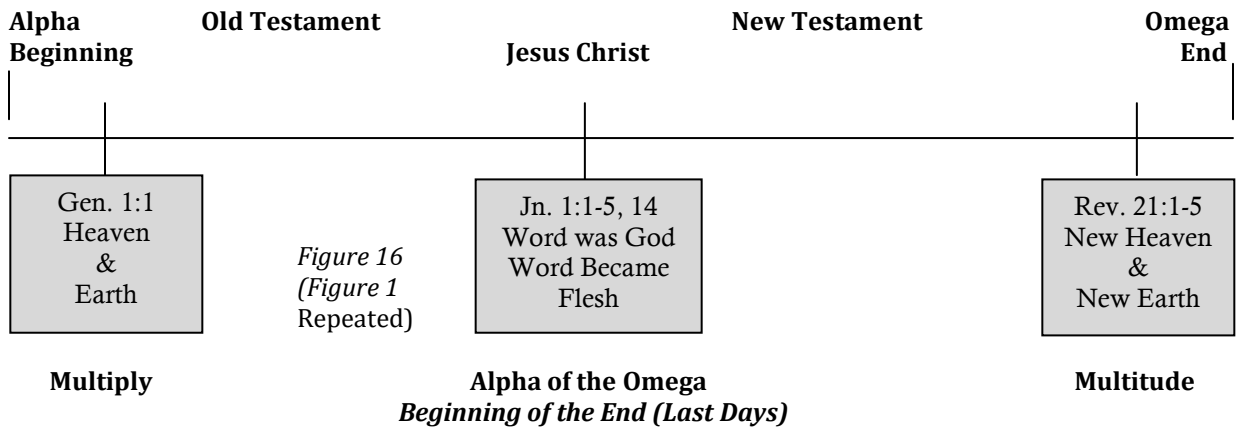 Alpha Old Testament New Testament Omega
Beginning Jesus Christ End
Gen. 1:1
Heaven
&
Earth
Figure 16
(Figure 1
Repeated)
Jn. 1:1-5, 14
Word was God
Word Became
Flesh
Rev. 21:1-5
New Heaven
&
New Earth
Multiply Alpha of the Omega Multitude
Beginning of the End (Last Days)